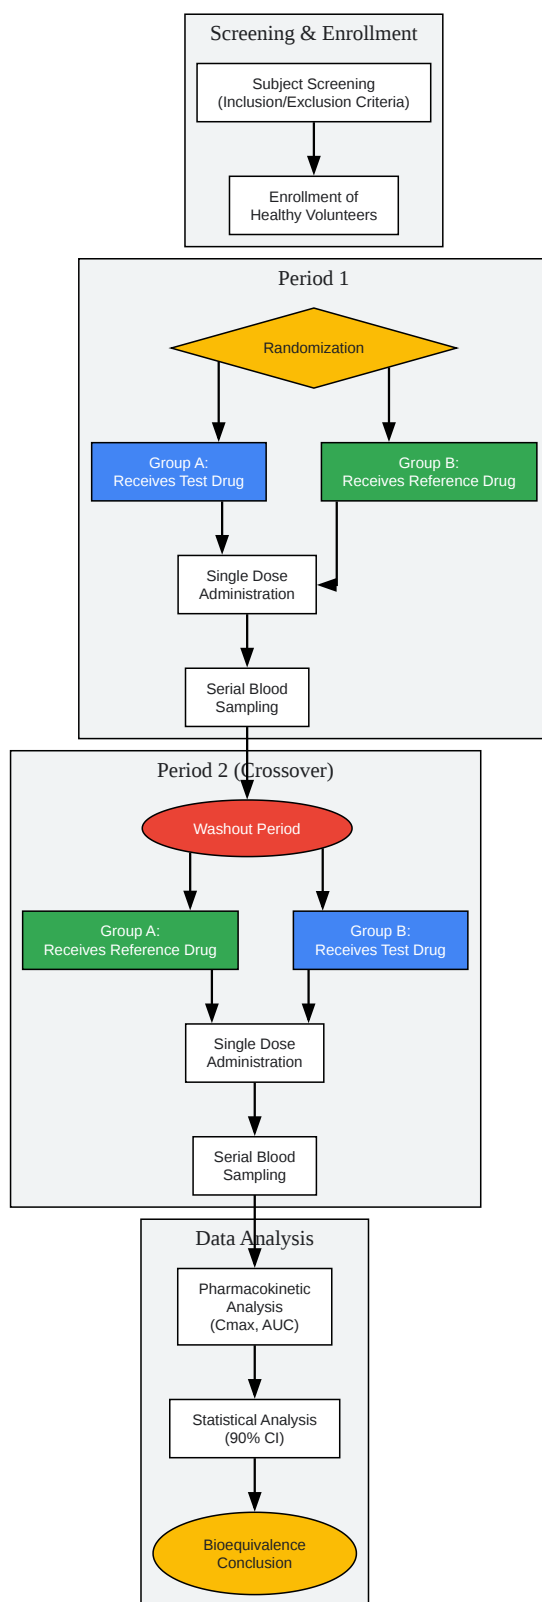 Screening & Enrollment
Subject Screening
(Inclusion/Exclusion Criteria)
Enrollment of
Healthy Volunteers
Period 1
Randomization
Group A:
Receives Test Drug
Group B:
Receives Reference Drug
Single Dose
Administration
Serial Blood
Sampling
Period 2 (Crossover)
Washout Period
Group A:
Receives Reference Drug
Group B:
Receives Test Drug
Single Dose
Administration
Serial Blood
Sampling
Data Analysis
Pharmacokinetic
Analysis
(Cmax, AUC)
Statistical Analysis
(90% CI)
Bioequivalence
Conclusion